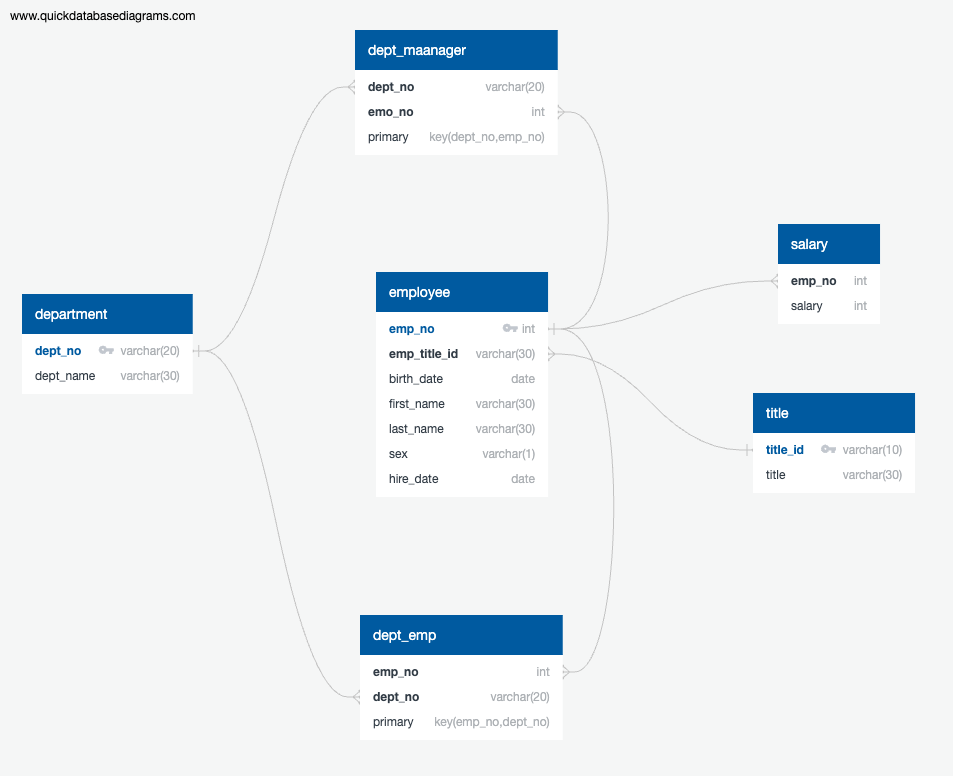 www.quickdatabasediagrams.com
dept_maanager
dept_no varchar(20)
emo_no int
primary key(dept_no,emp_no)
salary
emp_no int
salary int
employee
emp_no int
emp_title_id varchar(30)
birth_date date
first_name varchar(30)
last_name varchar(30)
sex varchar(1)
hire_date date
department
dept_no varchar(20)
dept_name varchar(30)
title
title_id varchar(10)
title varchar(30)
dept_emp
emp_no int
dept_no varchar(20)
primary key(emp_no,dept_no)